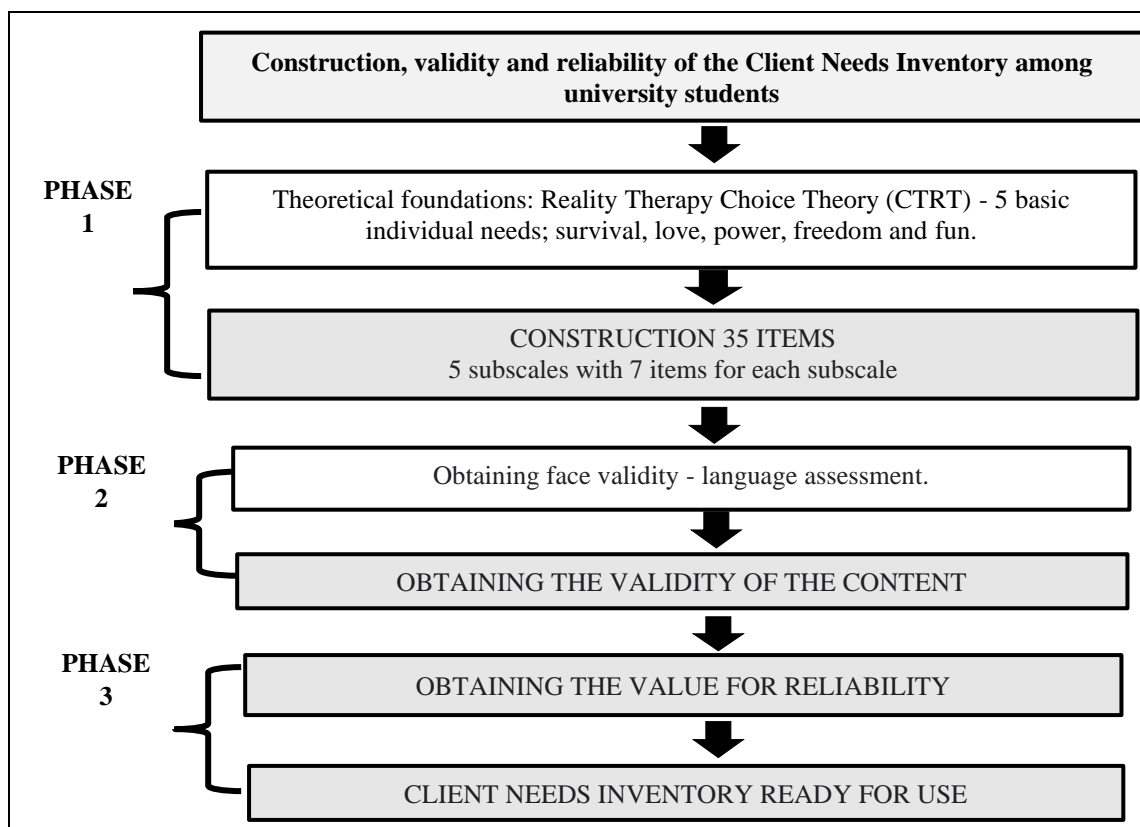 Construction, validity and reliability of the Client Needs Inventory among
university students
PHASE
1
Theoretical foundations: Reality Therapy Choice Theory (CTRT) - 5 basic
individual needs; survival, love, power, freedom and fun.
CONSTRUCTION 35 ITEMS
5 subscales with 7 items for each subscale
PHASE
2
Obtaining face validity - language assessment.
OBTAINING THE VALIDITY OF THE CONTENT
PHASE
3
OBTAINING THE VALUE FOR RELIABILITY
CLIENT NEEDS INVENTORY READY FOR USE